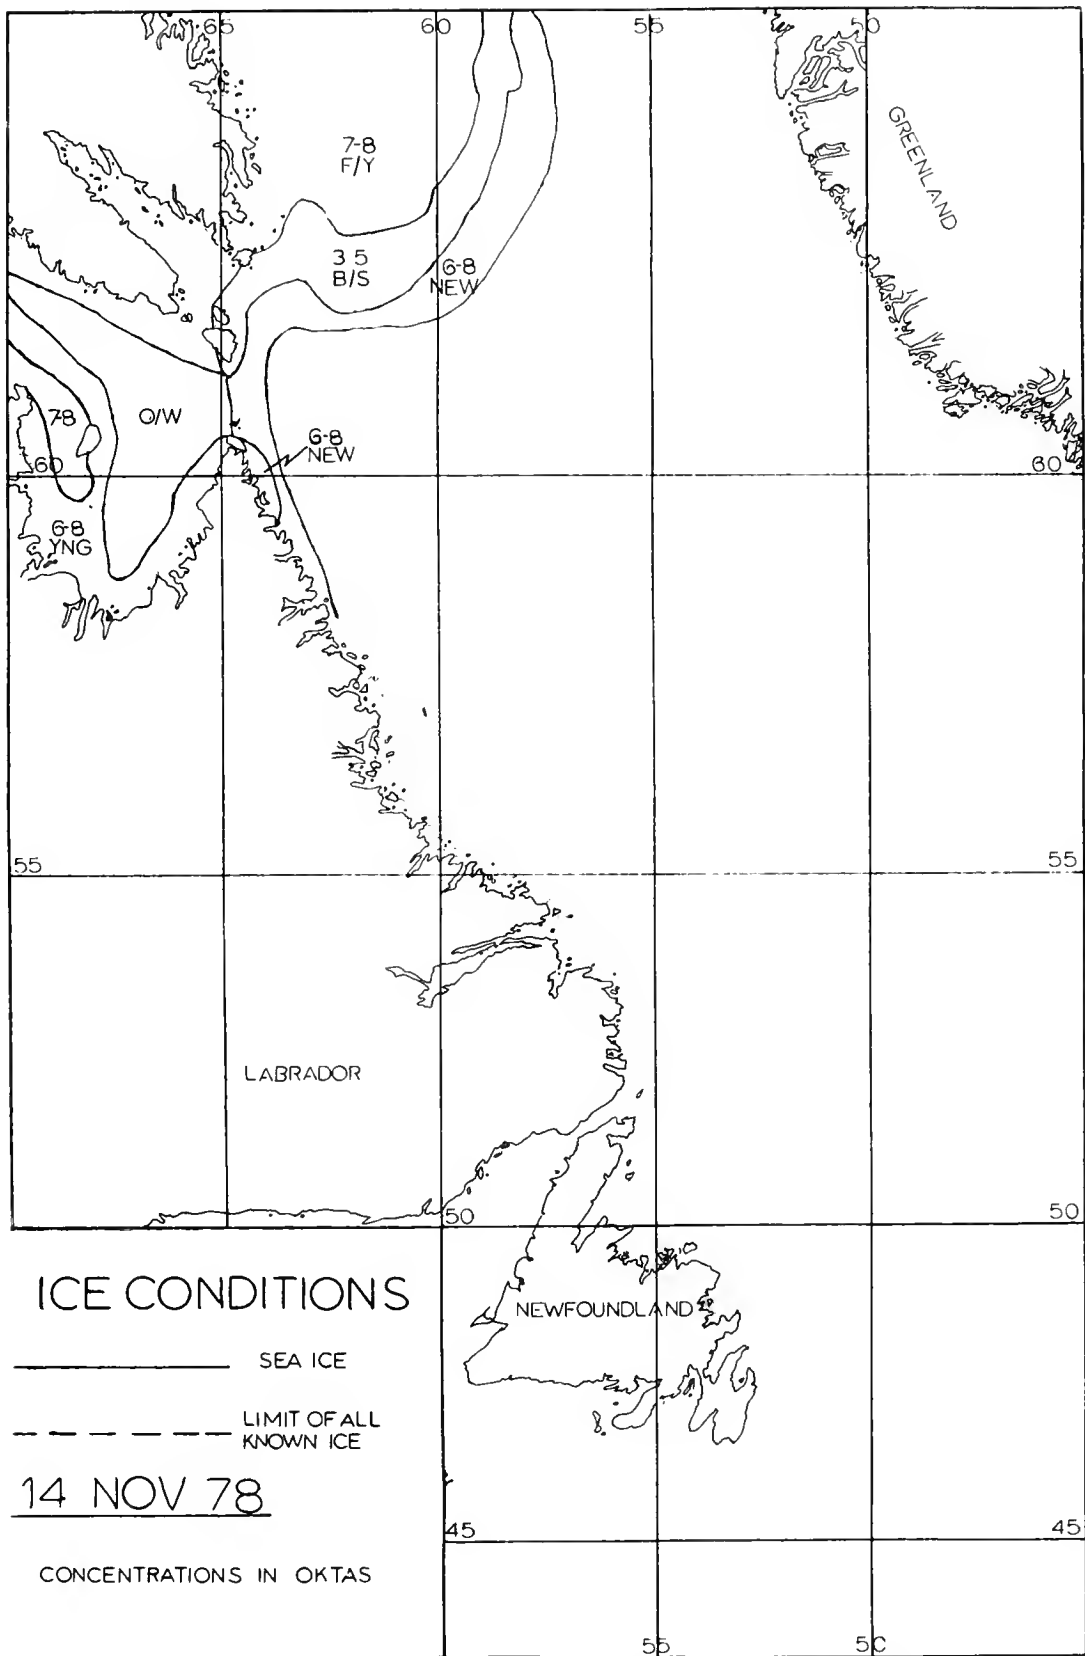 65 60 55 50
GREENLAND
7-8
F/Y
3 5
B/S
6-8
NEW
7-8
O/W
6-8
NEW
60 60
6-8
YNG
55 55
LABRADOR
50 50
ICE CONDITIONS
NEWFOUNDLAND
SEA ICE
LIMIT OF ALL
KNOWN ICE
14 NOV 78
45 45
CONCENTRATIONS IN OKTAS
55 50